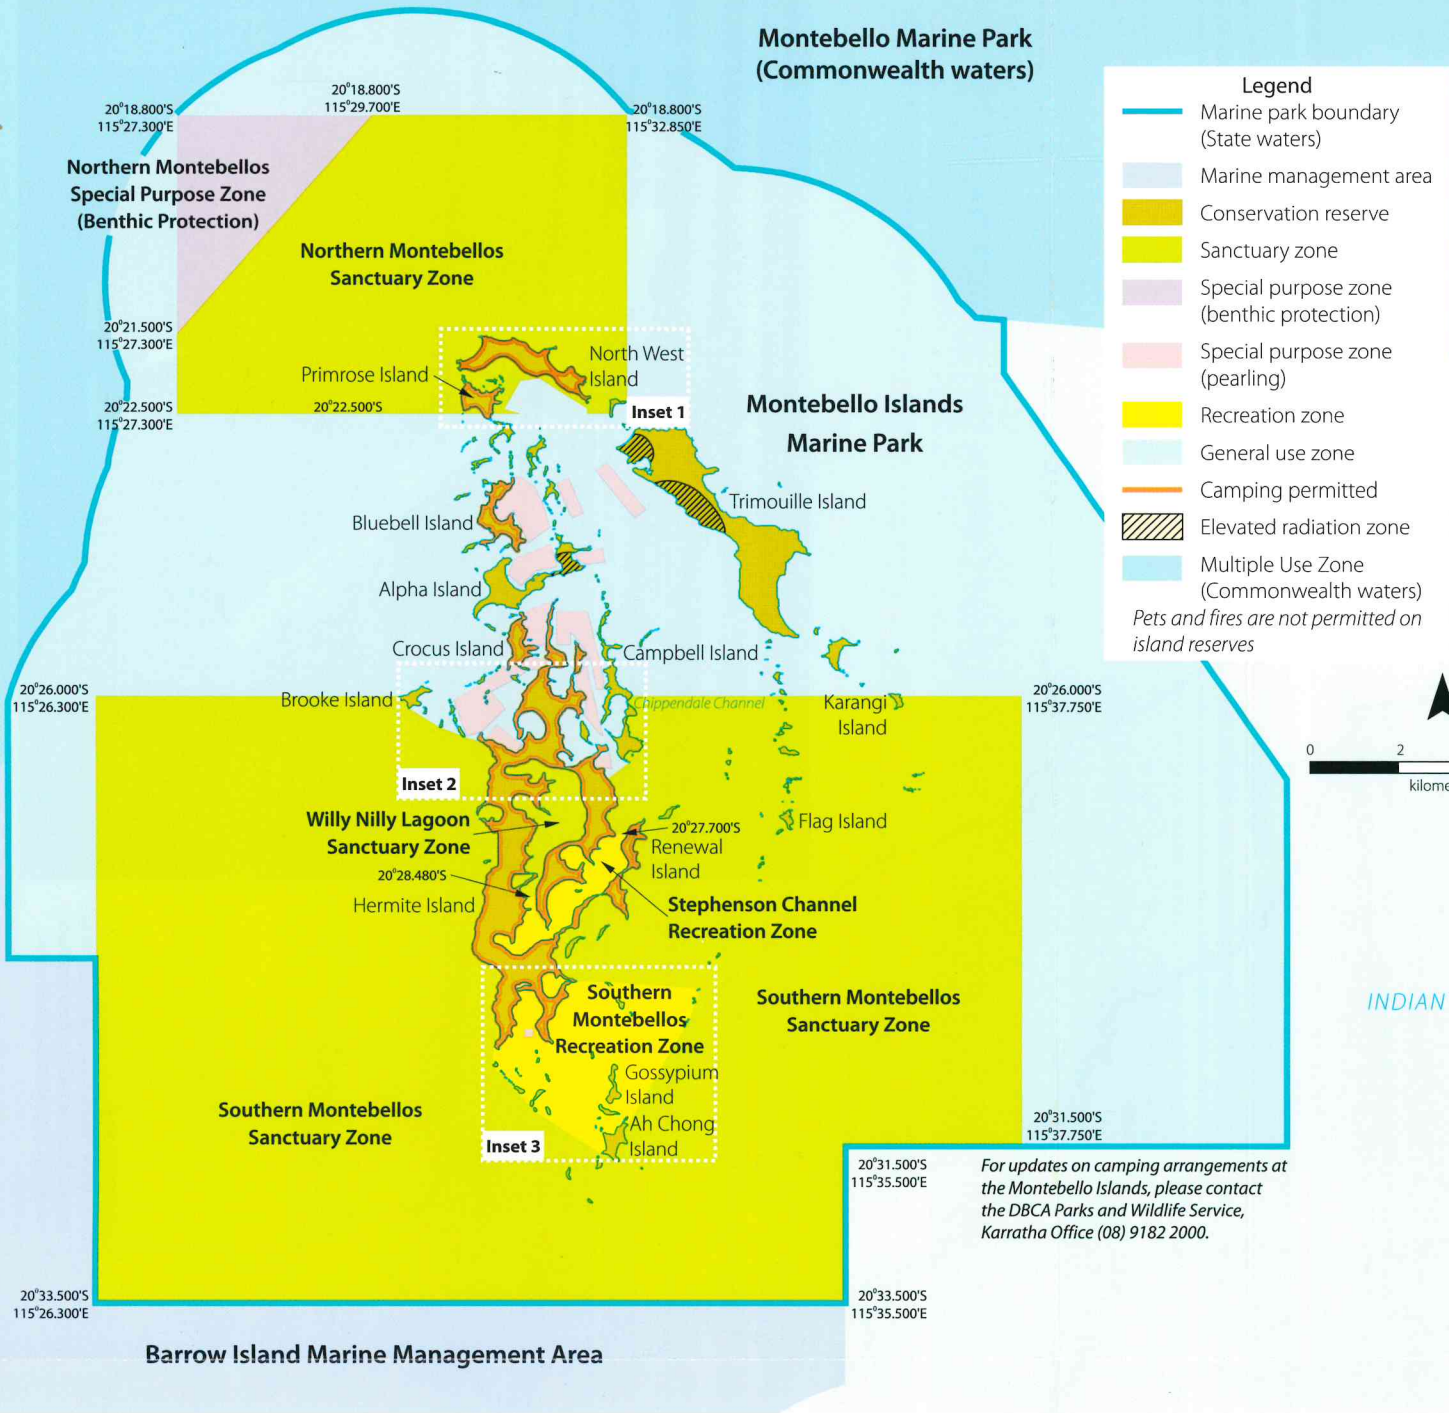 Montebello Marine Park
(Commonwealth waters)
Legend
Marine park boundary
(State waters)
Marine management area
Conservation reserve
Sanctuary zone
Special purpose zone
(benthic protection)
Special purpose zone
(pearling)
Recreation zone
General use zone
Camping permitted
Elevated radiation zone
Multiple Use Zone
(Commonwealth waters)
Pets and fires are not permitted on
island reserves
20°18.800'S
115°29.700'E
20°18.800'S
115°27.300'E
20°18.800'S
115°32.850'E
Northern Montebellos
Special Purpose Zone
(Benthic Protection)
Northern Montebellos
Sanctuary Zone
20°21.500'S
115°27.300'E
North West
Island
Primrose Island
20°22.500'S
115°27.300'E
20°22.500'S
Inset 1
Montebello Islands
Marine Park
Trimouille Island
Bluebell Island
Alpha Island
Crocus Island
Campbell Island
20°26.000'S
115°26.300'E
Brooke Island
Chippendale Channel
Karangi
Island
20°26.000'S
115°37.750'E
0 2
kilome
Inset 2
Willy Nilly Lagoon
Sanctuary Zone
20°27.700'S
Flag Island
Renewal
Island
20°28.480'S
Hermite Island
Stephenson Channel
Recreation Zone
Southern
Montebellos
Recreation Zone
Southern Montebellos
Sanctuary Zone
INDIAN
Gossypium
Island
Ah Chong
Island
Southern Montebellos
Sanctuary Zone
Inset 3
20°31.500'S
115°37.750'E
20°31.500'S
115°35.500'E
For updates on camping arrangements at
the Montebello Islands, please contact
the DBCA Parks and Wildlife Service,
Karratha Office (08) 9182 2000.
20°33.500'S
115°26.300'E
20°33.500'S
115°35.500'E
Barrow Island Marine Management Area